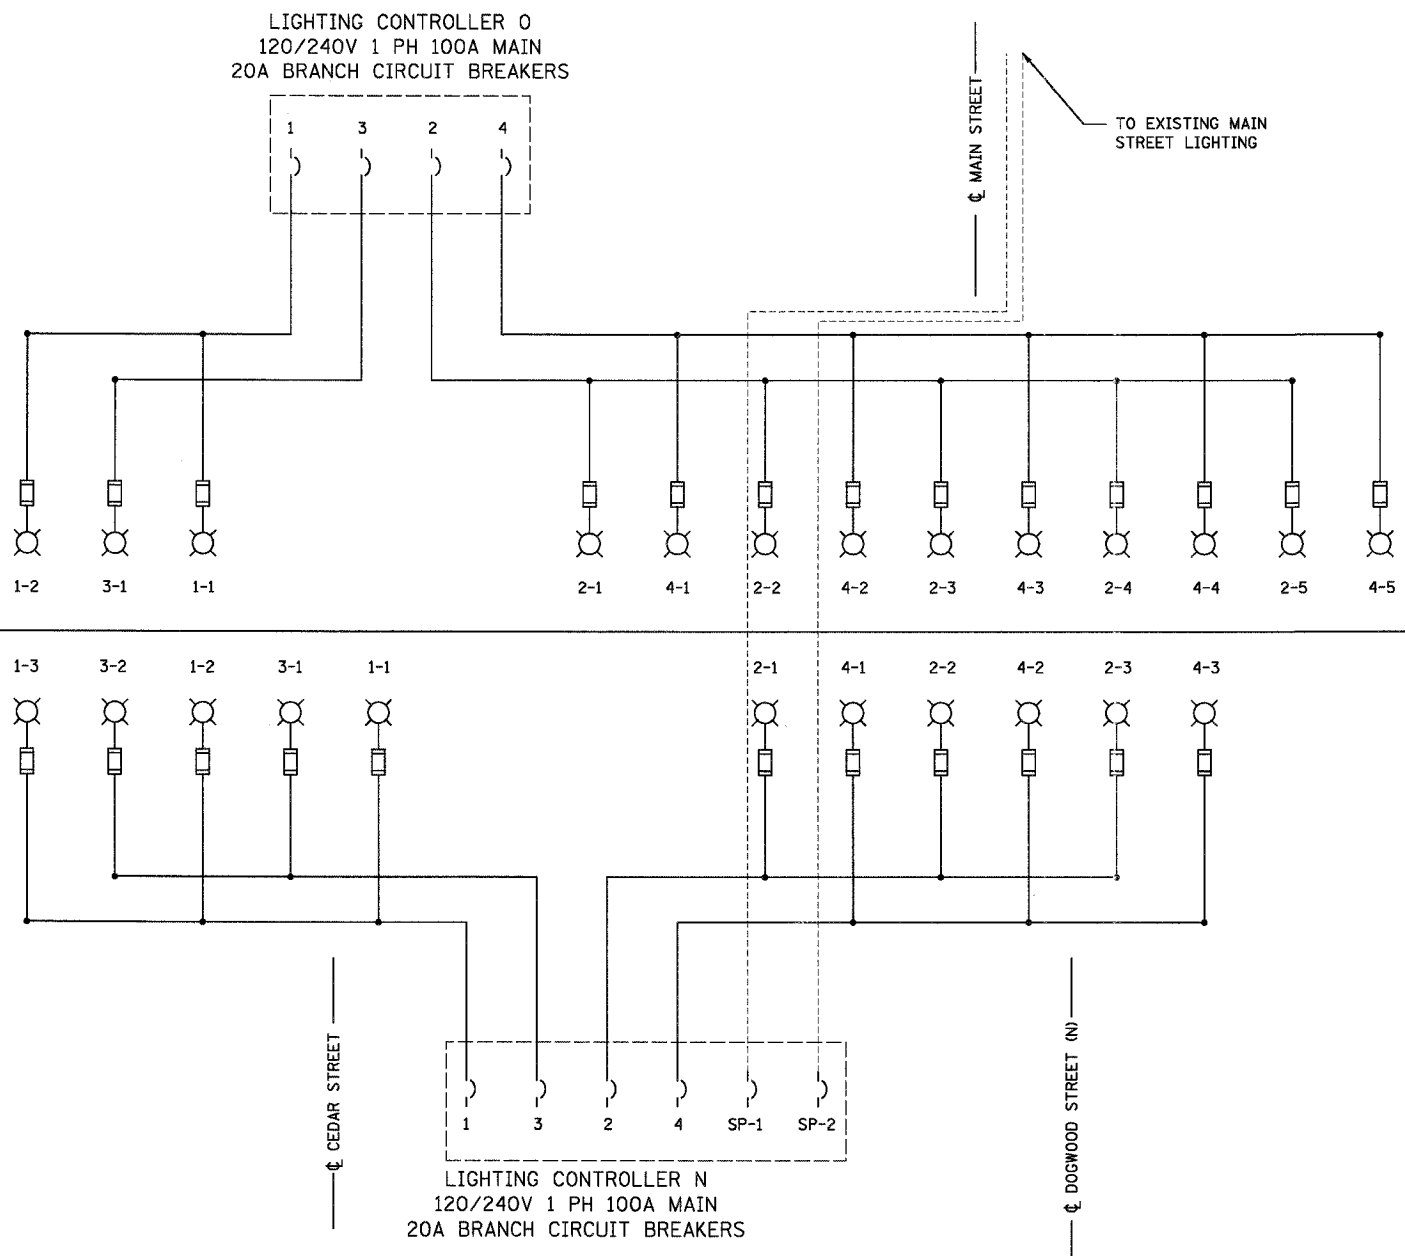 LIGHTING CONTROLLER O
120/240V 1 PH 100A MAIN
20A BRANCH CIRCUIT BREAKERS
1 3 2 4
℄ MAIN STREET
TO EXISTING MAIN
STREET LIGHTING
1-2 3-1 1-1 2-1 4-1 2-2 4-2 2-3 4-3 2-4 4-4 2-5 4-5
1-3 3-2 1-2 3-1 1-1 2-1 4-1 2-2 4-2 2-3 4-3
℄ CEDAR STREET
℄ DOGWOOD STREET (N)
1 3 2 4 SP-1 SP-2
LIGHTING CONTROLLER N
120/240V 1 PH 100A MAIN
20A BRANCH CIRCUIT BREAKERS